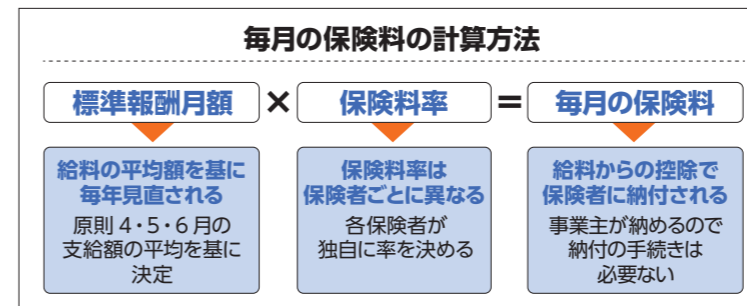 毎月の保険料の計算方法
標準報酬月額 × 保険料率 = 毎月の保険料
給料の平均額を基に
毎年見直される
原則4・5・6月の
支給額の平均を基に
決定
保険料率は
保険者ごとに異なる
各保険者が
独自に率を決める
給料からの控除で
保険者に納付される
事業主が納めるので
納付の手続きは
必要ない